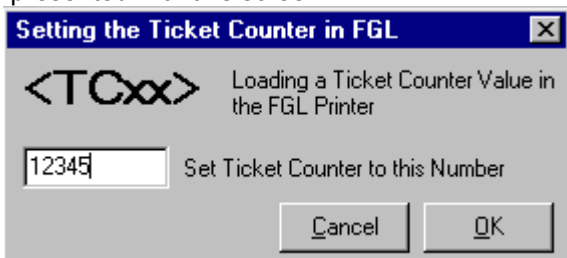 Setting the Ticket Counter in FGL
<TCxx>
Loading a Ticket Counter Value in
the FGL Printer
12345
Set Ticket Counter to this Number
Cancel
OK